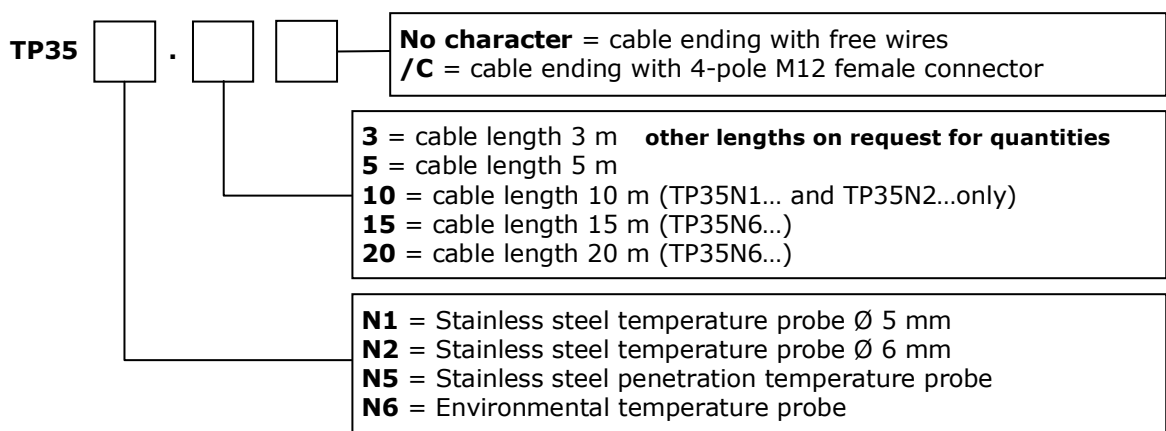 TP35 .
No character = cable ending with free wires
/C = cable ending with 4-pole M12 female connector
3 = cable length 3 m other lengths on request for quantities
5 = cable length 5 m
10 = cable length 10 m (TP35N1... and TP35N2...only)
15 = cable length 15 m (TP35N6...)
20 = cable length 20 m (TP35N6...)
N1 = Stainless steel temperature probe Ø 5 mm
N2 = Stainless steel temperature probe Ø 6 mm
N5 = Stainless steel penetration temperature probe
N6 = Environmental temperature probe